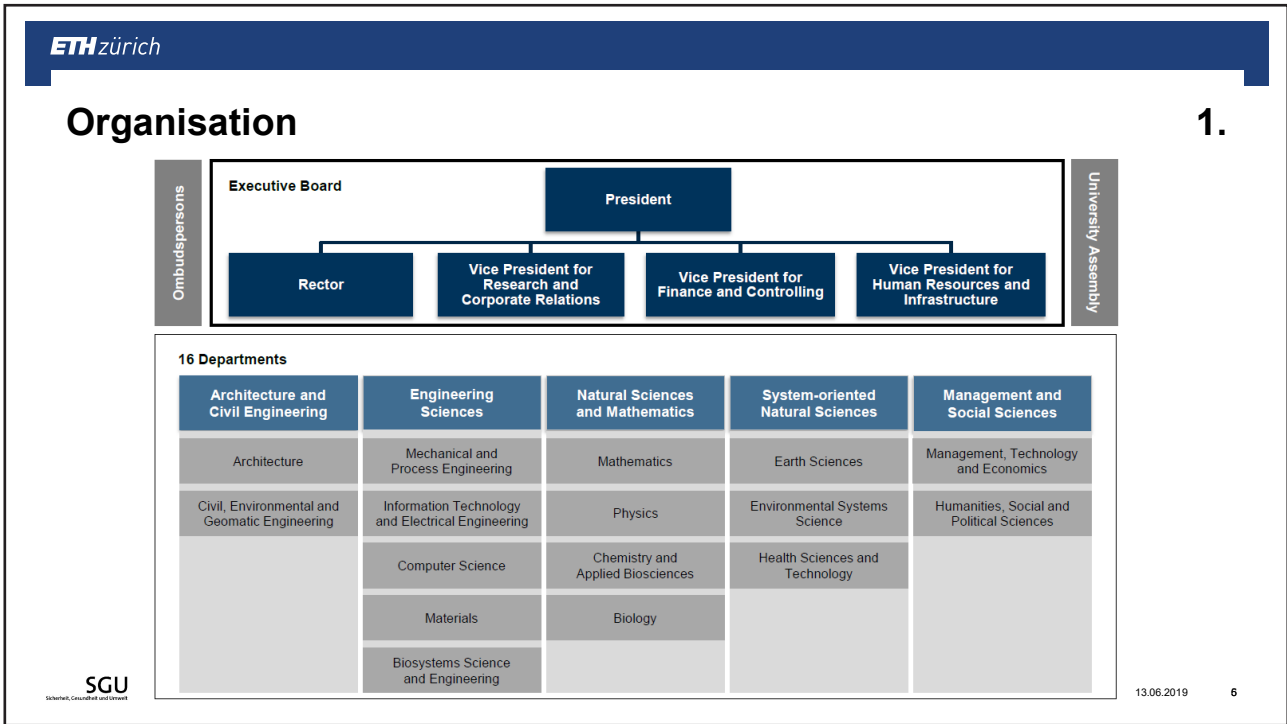 ETH zürich
Organisation
1.
Ombudspersons
Executive Board
President
Rector
Vice President for
Research and
Corporate Relations
Vice President for
Finance and Controlling
Vice President for
Human Resources and
Infrastructure
University Assembly
16 Departments
Architecture and
Civil Engineering
Engineering
Sciences
Natural Sciences
and Mathematics
System-oriented
Natural Sciences
Management and
Social Sciences
Architecture
Mechanical and
Process Engineering
Mathematics
Earth Sciences
Management, Technology
and Economics
Civil, Environmental and
Geomatic Engineering
Information Technology
and Electrical Engineering
Physics
Environmental Systems
Science
Humanities, Social and
Political Sciences
Computer Science
Chemistry and
Applied Biosciences
Health Sciences and
Technology
Materials
Biology
Biosystems Science
and Engineering
SGU
Sicherheit, Gesundheit und Umwelt
13.06.2019
6